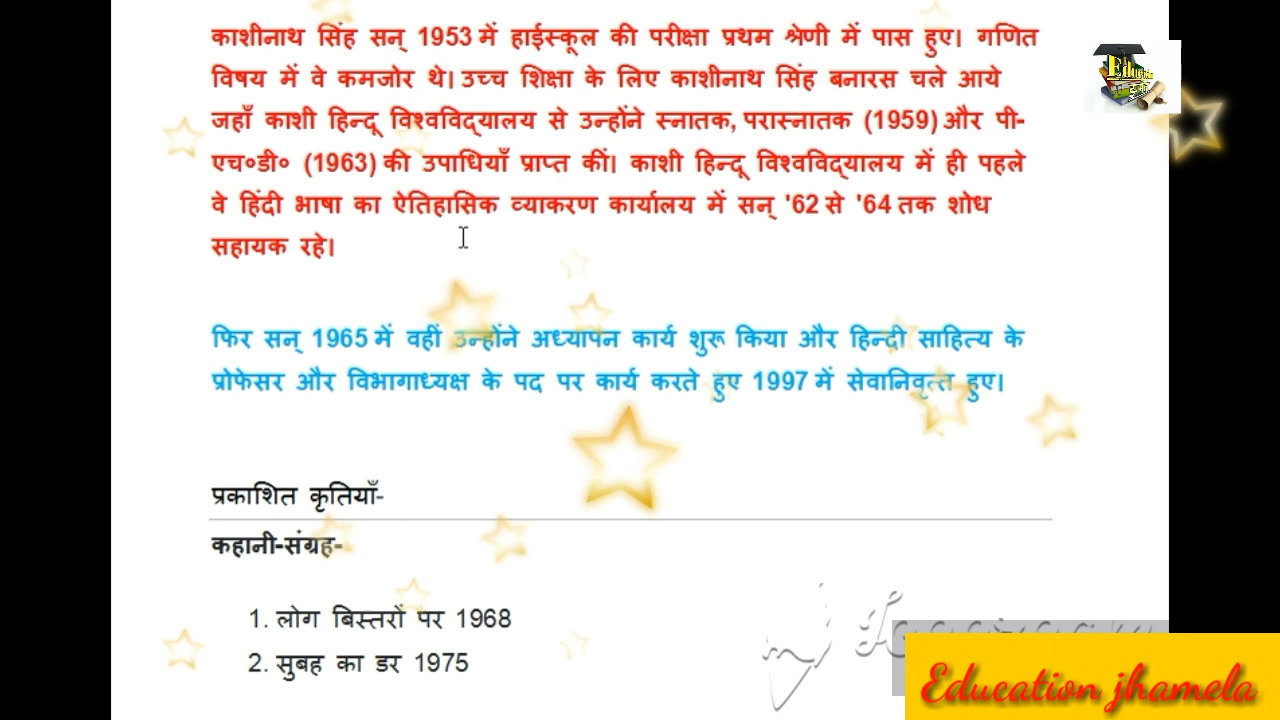 काशीनाथ सिंह सन् 1953 में हाईस्कूल की परीक्षा प्रथम श्रेणी में पास हुए। गणित
विषय में वे कमजोर थे। उच्च शिक्षा के लिए काशीनाथ सिंह बनारस चले आये
जहाँ काशी हिन्दू विश्वविद्यालय से उन्होंने स्नातक, परास्नातक (1959) और पी-
एच०डी० (1963) की उपाधियाँ प्राप्त कीं। काशी हिन्दू विश्वविद्यालय में ही पहले
वे हिंदी भाषा का ऐतिहासिक व्याकरण कार्यालय में सन् '62 से '64 तक शोध
सहायक रहे।
फिर सन् 1965 में वहीं उन्होंने अध्यापन कार्य शुरू किया और हिन्दी साहित्य के
प्रोफेसर और विभागाध्यक्ष के पद पर कार्य करते हुए 1997 में सेवानिवृत्त हुए।
प्रकाशित कृतियाँ-
कहानी-संग्रह-
1. लोग बिस्तरों पर 1968
2. सुबह का डर 1975
Education jhamela